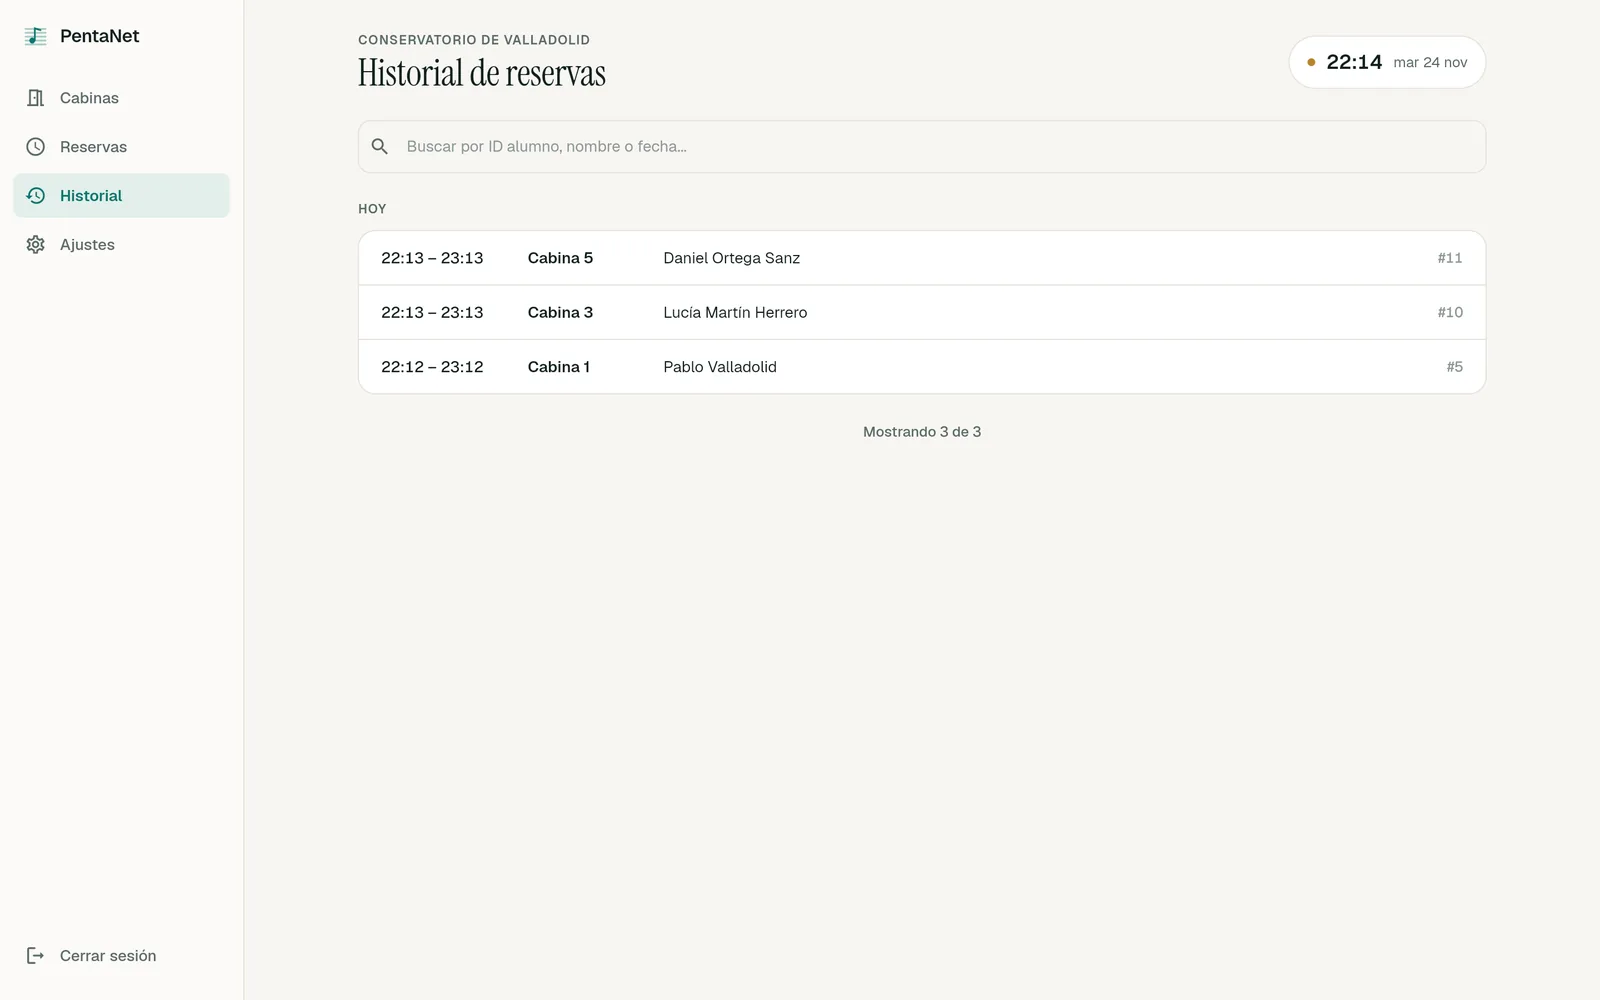 PentaNet
Cabinas
Reservas
Historial
Ajustes
Cerrar sesión
CONSERVATORIO DE VALLADOLID
Historial de reservas
22:14 mar 24 nov
Buscar por ID alumno, nombre o fecha...
HOY
22:13 – 23:13 Cabina 5 Daniel Ortega Sanz #11
22:13 – 23:13 Cabina 3 Lucía Martín Herrero #10
22:12 – 23:12 Cabina 1 Pablo Valladolid #5
Mostrando 3 de 3